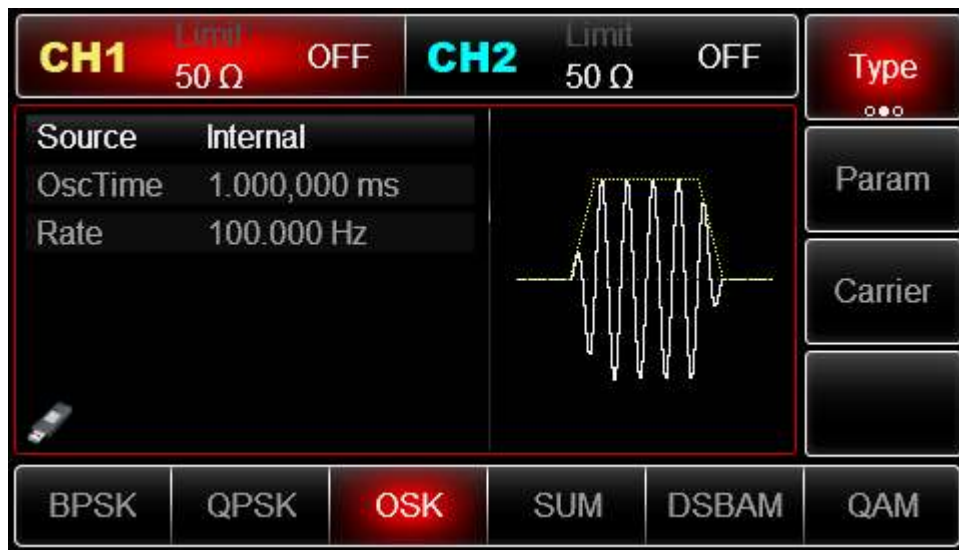 CH1 Limit 50 Ω OFF
CH2 Limit 50 Ω OFF
Type
Source Internal
OscTime 1.000,000 ms
Rate 100.000 Hz
Param
Carrier
BPSK QPSK OSK SUM DSBAM QAM